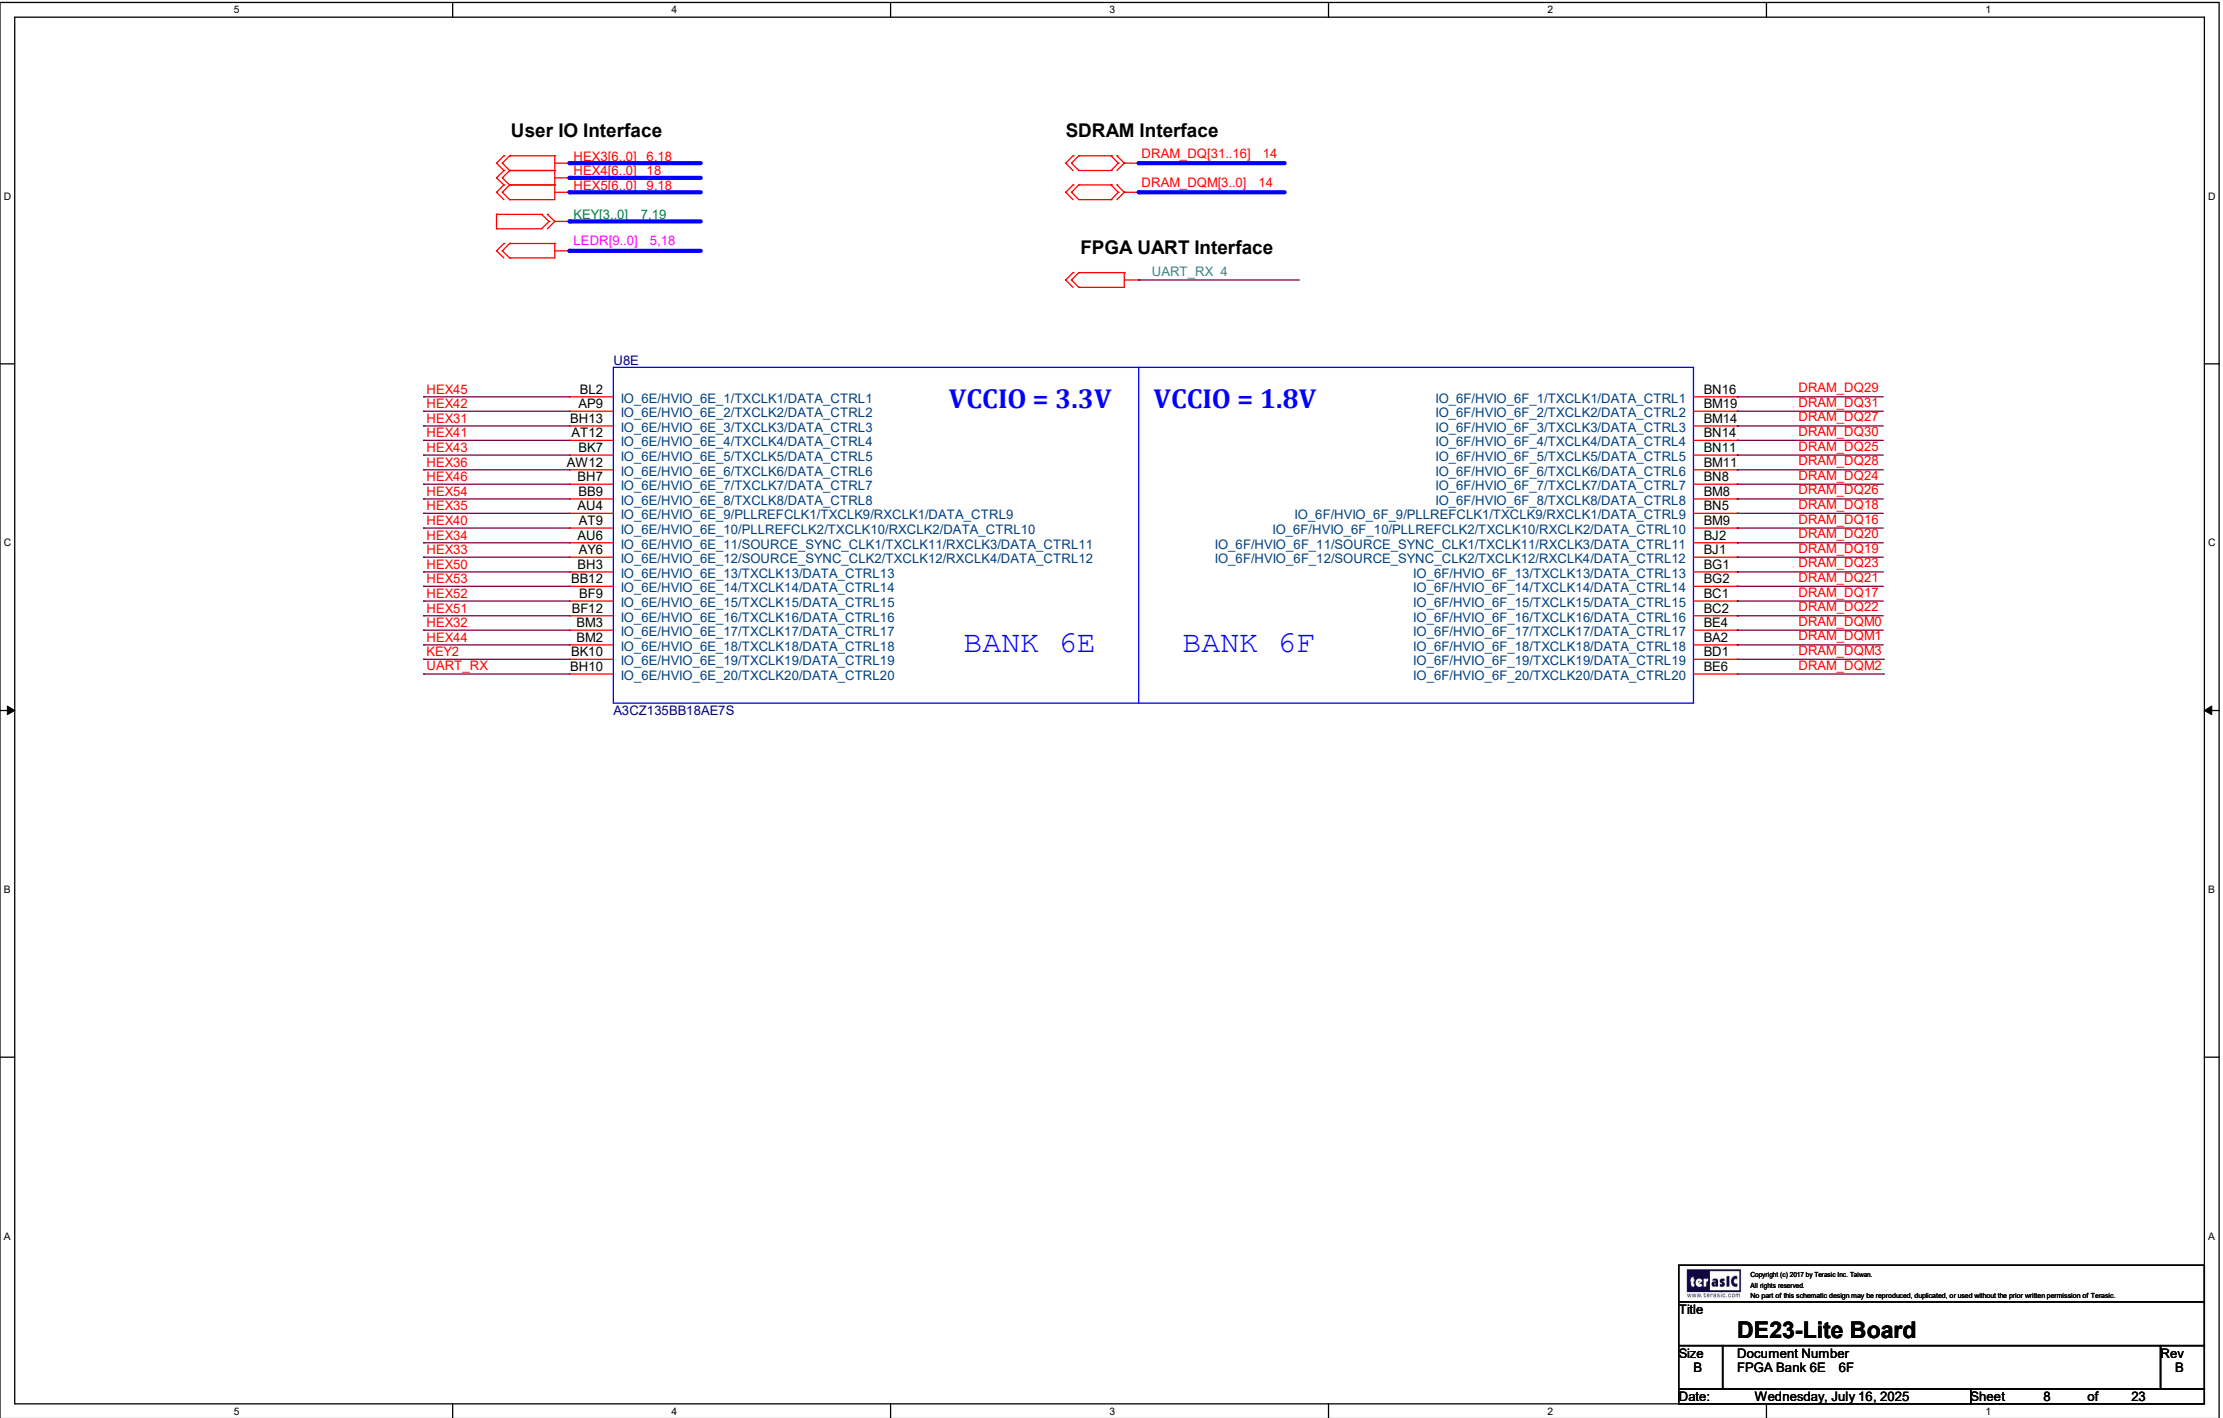 5 4 3 2 1
D D
C C
B B
A A
User IO Interface
HEX3[6..0] 6,18
HEX4[6..0] 18
HEX5[6..0] 9,18
KEY[3..0] 7,19
LEDR[9..0] 5,18
SDRAM Interface
DRAM_DQ[31..16] 14
DRAM_DQM[3..0] 14
FPGA UART Interface
UART_RX 4
U8E
VCCIO = 3.3V VCCIO = 1.8V
HEX45 BL2 IO_6E/HVIO_6E_1/TXCLK1/DATA_CTRL1
HEX42 AP9 IO_6E/HVIO_6E_2/TXCLK2/DATA_CTRL2
HEX31 BH13 IO_6E/HVIO_6E_3/TXCLK3/DATA_CTRL3
HEX41 AT12 IO_6E/HVIO_6E_4/TXCLK4/DATA_CTRL4
HEX43 BK7 IO_6E/HVIO_6E_5/TXCLK5/DATA_CTRL5
HEX36 AW12 IO_6E/HVIO_6E_6/TXCLK6/DATA_CTRL6
HEX46 BH7 IO_6E/HVIO_6E_7/TXCLK7/DATA_CTRL7
HEX54 BB9 IO_6E/HVIO_6E_8/TXCLK8/DATA_CTRL8
HEX35 AU4 IO_6E/HVIO_6E_9/PLLREFCLK1/TXCLK9/RXCLK1/DATA_CTRL9
HEX40 AT9 IO_6E/HVIO_6E_10/PLLREFCLK2/TXCLK10/RXCLK2/DATA_CTRL10
HEX34 AU6 IO_6E/HVIO_6E_11/SOURCE_SYNC_CLK1/TXCLK11/RXCLK3/DATA_CTRL11
HEX33 AY6 IO_6E/HVIO_6E_12/SOURCE_SYNC_CLK2/TXCLK12/RXCLK4/DATA_CTRL12
HEX50 BH3 IO_6E/HVIO_6E_13/TXCLK13/DATA_CTRL13
HEX53 BB12 IO_6E/HVIO_6E_14/TXCLK14/DATA_CTRL14
HEX52 BF9 IO_6E/HVIO_6E_15/TXCLK15/DATA_CTRL15
HEX51 BF12 IO_6E/HVIO_6E_16/TXCLK16/DATA_CTRL16
HEX32 BM3 IO_6E/HVIO_6E_17/TXCLK17/DATA_CTRL17
HEX44 BM2 IO_6E/HVIO_6E_18/TXCLK18/DATA_CTRL18
KEY2 BK10 IO_6E/HVIO_6E_19/TXCLK19/DATA_CTRL19
UART_RX BH10 IO_6E/HVIO_6E_20/TXCLK20/DATA_CTRL20
BANK 6E BANK 6F
IO_6F/HVIO_6F_1/TXCLK1/DATA_CTRL1 BN16 DRAM_DQ29
IO_6F/HVIO_6F_2/TXCLK2/DATA_CTRL2 BM19 DRAM_DQ31
IO_6F/HVIO_6F_3/TXCLK3/DATA_CTRL3 BM14 DRAM_DQ27
IO_6F/HVIO_6F_4/TXCLK4/DATA_CTRL4 BN14 DRAM_DQ30
IO_6F/HVIO_6F_5/TXCLK5/DATA_CTRL5 BN11 DRAM_DQ25
IO_6F/HVIO_6F_6/TXCLK6/DATA_CTRL6 BM11 DRAM_DQ28
IO_6F/HVIO_6F_7/TXCLK7/DATA_CTRL7 BN8 DRAM_DQ24
IO_6F/HVIO_6F_8/TXCLK8/DATA_CTRL8 BM8 DRAM_DQ26
IO_6F/HVIO_6F_9/PLLREFCLK1/TXCLK9/RXCLK1/DATA_CTRL9 BN5 DRAM_DQ18
IO_6F/HVIO_6F_10/PLLREFCLK2/TXCLK10/RXCLK2/DATA_CTRL10 BM9 DRAM_DQ16
IO_6F/HVIO_6F_11/SOURCE_SYNC_CLK1/TXCLK11/RXCLK3/DATA_CTRL11 BJ2 DRAM_DQ20
IO_6F/HVIO_6F_12/SOURCE_SYNC_CLK2/TXCLK12/RXCLK4/DATA_CTRL12 BJ1 DRAM_DQ19
IO_6F/HVIO_6F_13/TXCLK13/DATA_CTRL13 BG1 DRAM_DQ23
IO_6F/HVIO_6F_14/TXCLK14/DATA_CTRL14 BG2 DRAM_DQ21
IO_6F/HVIO_6F_15/TXCLK15/DATA_CTRL15 BC1 DRAM_DQ17
IO_6F/HVIO_6F_16/TXCLK16/DATA_CTRL16 BC2 DRAM_DQ22
IO_6F/HVIO_6F_17/TXCLK17/DATA_CTRL17 BE4 DRAM_DQM0
IO_6F/HVIO_6F_18/TXCLK18/DATA_CTRL18 BA2 DRAM_DQM1
IO_6F/HVIO_6F_19/TXCLK19/DATA_CTRL19 BD1 DRAM_DQM3
IO_6F/HVIO_6F_20/TXCLK20/DATA_CTRL20 BE6 DRAM_DQM2
A3CZ135BB18AE7S
terasIC
www.terasic.com
Copyright (c) 2017 by Terasic Inc. Taiwan.
All rights reserved.
No part of this schematic design may be reproduced, duplicated, or used without the prior written permission of Terasic.
Title
DE23-Lite Board
Size Document Number Rev
B FPGA Bank 6E 6F B
Date: Wednesday, July 16, 2025 Sheet 8 of 23
5 4 3 2 1